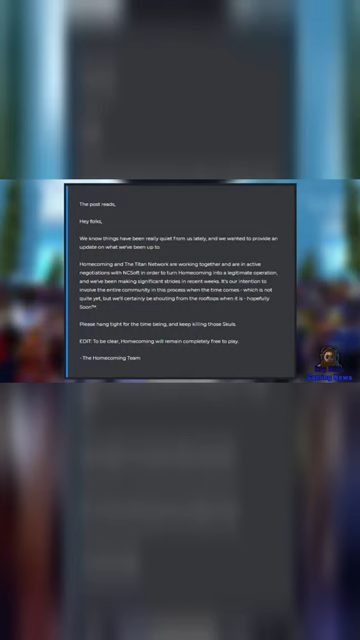 The post reads,
Hey folks,
We know things have been really quiet from us lately, and we wanted to provide an
update on what we've been up to.
Homecoming and The Titan Network are working together and are in active
negotiations with NCSoft in order to turn Homecoming into a legitimate operation,
and we've been making significant strides in recent weeks. It's our intention to
involve the entire community in this process when the time comes - which is not
quite yet, but we'll certainly be shouting from the rooftops when it is - hopefully
Soon™.
Please hang tight for the time being, and keep killing those Skuls.
EDIT: To be clear, Homecoming will remain completely free to play.
- The Homecoming Team